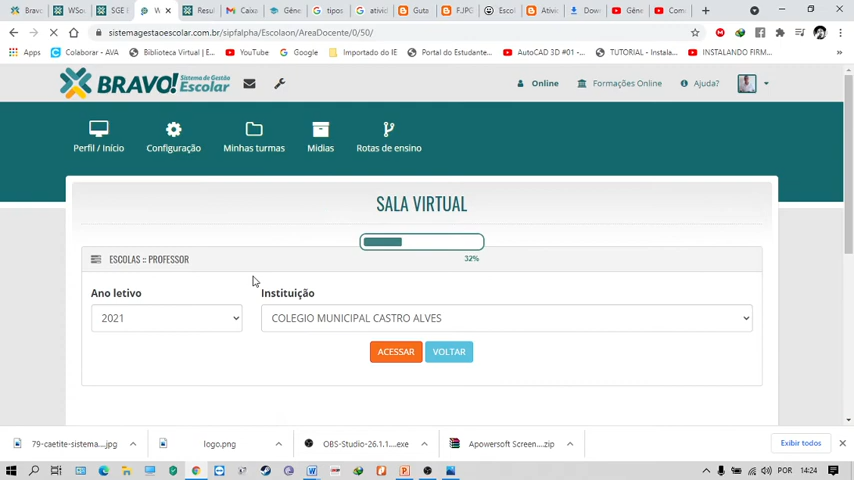 Brav
WSo
SGE
W
Resu
Caixa
Gêne
tipos
ativid
Guta
F.JPG
Escol
Ativi
Dow
Gêne
Com
sistemagestaoescolar.com.br/sipfalpha/Escolaon/AreaDocente/0/50/
Apps
Colaborar - AVA
Biblioteca Virtual | E...
YouTube
Google
Importado do IE
Portal do Estudante...
AutoCAD 3D #01 -...
TUTORIAL - Instala...
INSTALANDO FIRM...
BRAVO! Sistema de Gestão Escolar
Online
Formações Online
Ajuda?
Perfil / Início
Configuração
Minhas turmas
Midias
Rotas de ensino
SALA VIRTUAL
32%
ESCOLAS :: PROFESSOR
Ano letivo
Instituição
2021
COLEGIO MUNICIPAL CASTRO ALVES
ACESSAR
VOLTAR
79-caetite-sistema....jpg
logo.png
OBS-Studio-26.1.1....exe
Apowersoft Screen....zip
Exibir todos
POR
14:24